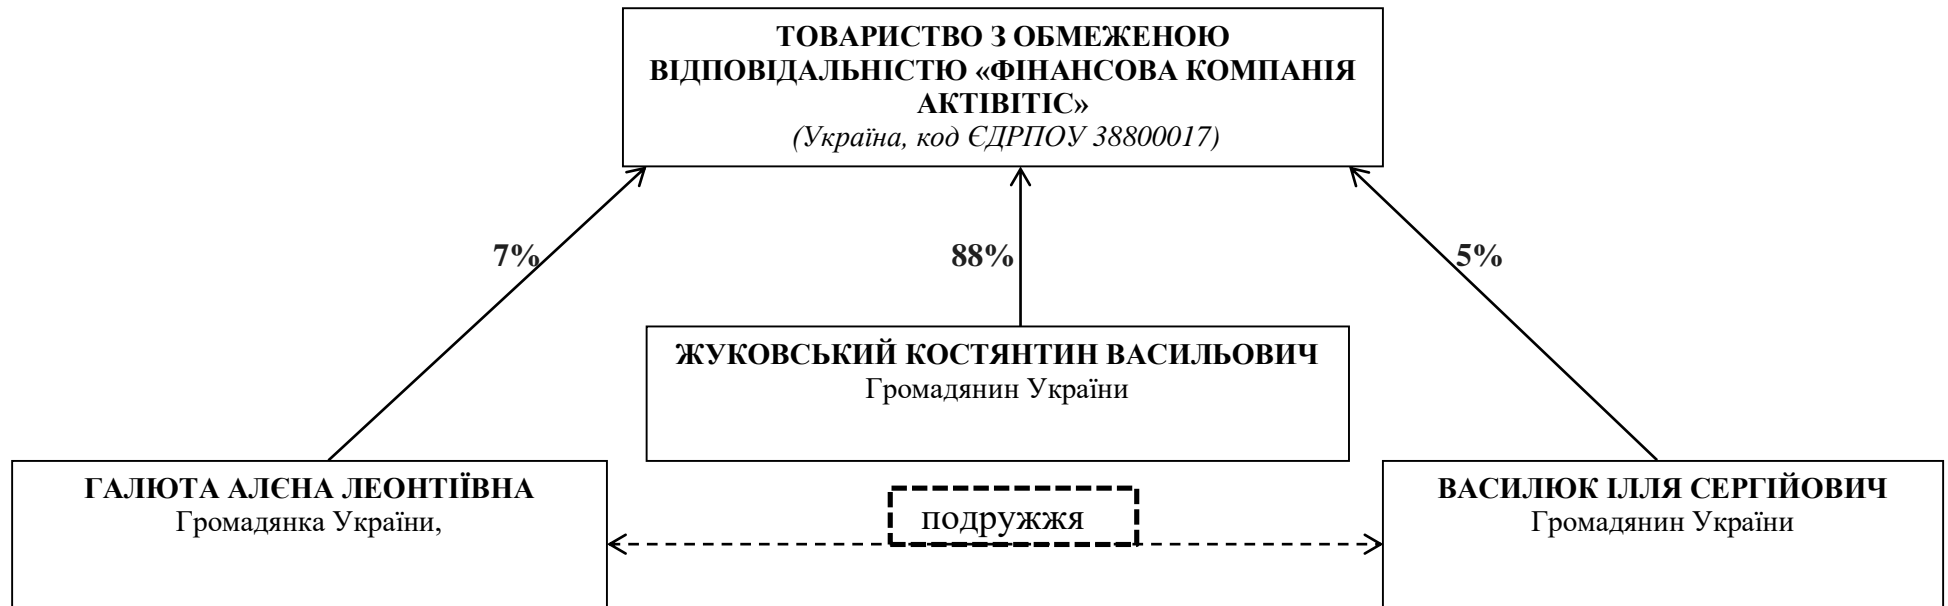 ТОВАРИСТВО З ОБМЕЖЕНОЮ
ВІДПОВІДАЛЬНІСТЮ «ФІНАНСОВА КОМПАНІЯ
АКТІВІТІС»
(Україна, код ЄДРПОУ 38800017)
7%
88%
5%
ЖУКОВСЬКИЙ КОСТЯНТИН ВАСИЛЬОВИЧ
Громадянин України
ГАЛЮТА АЛЄНА ЛЕОНТІЇВНА
Громадянка України,
подружжя
ВАСИЛЮК ІЛЛЯ СЕРГІЙОВИЧ
Громадянин України